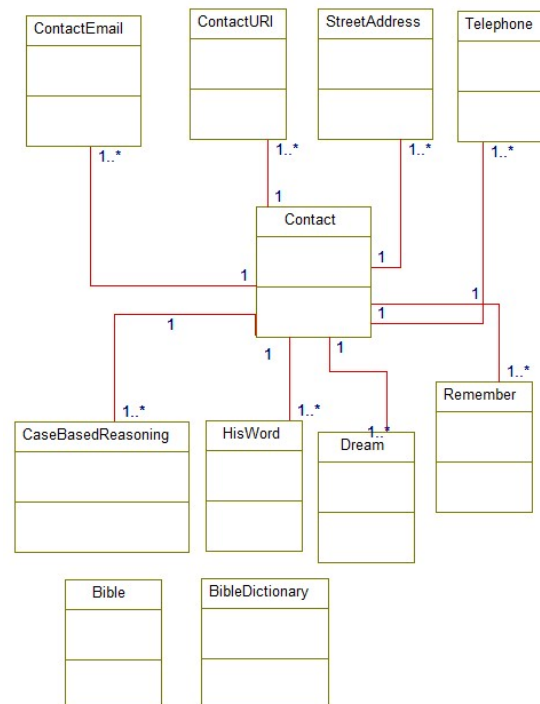 ContactEmail
ContactURI
StreetAddress
Telephone
1..*
1..*
1..*
1..*
1
Contact
1
1
1
1
1
1
1
1
1..*
1..*
1..*
1..*
CaseBasedReasoning
HisWord
Dream
Remember
Bible
BibleDictionary